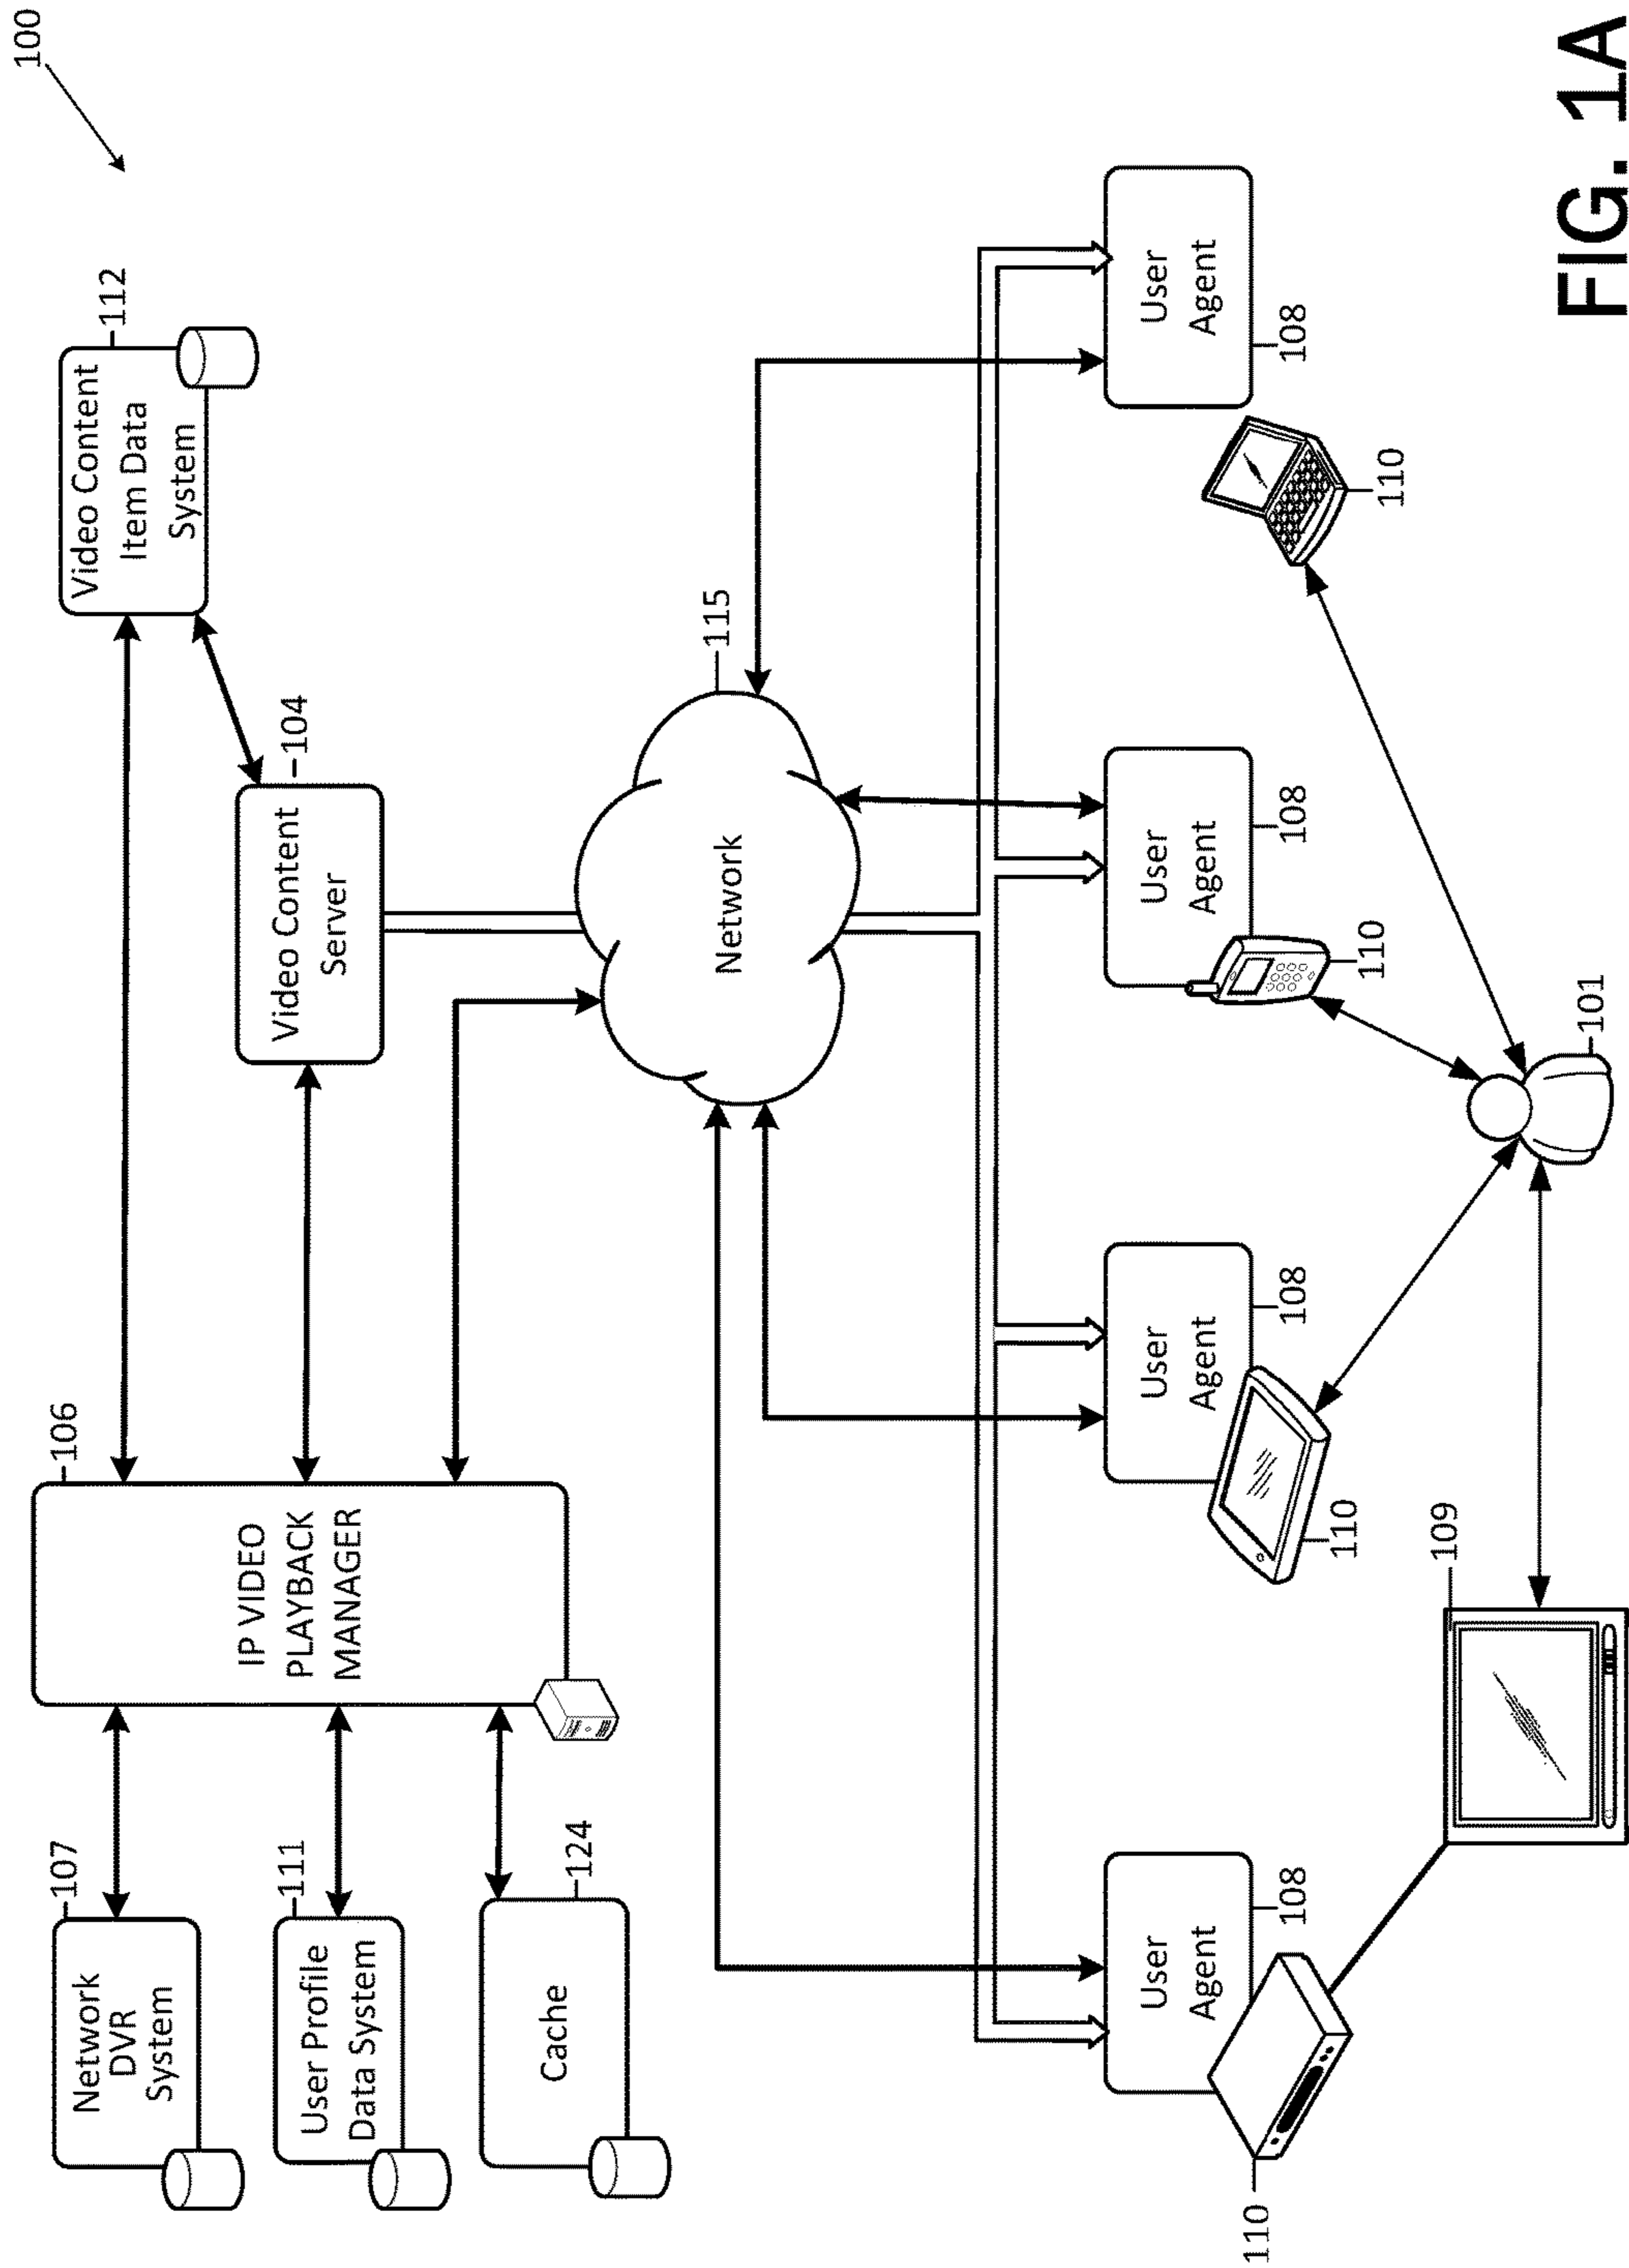 100
Network
DVR
System
107
User Profile
Data System
111
Cache
124
IP VIDEO
PLAYBACK
MANAGER
106
Video Content
Server
104
Video Content
Item Data
System
112
Network
115
User
Agent
108
110
User
Agent
108
110
User
Agent
108
110
User
Agent
108
110
109
101
FIG. 1A